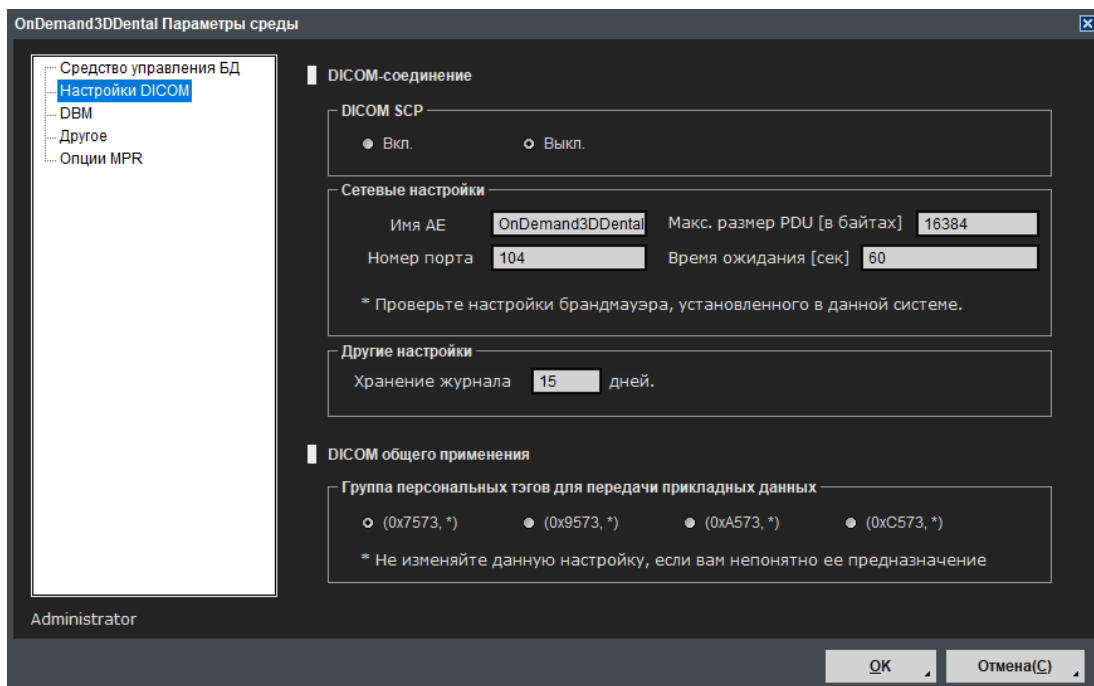 OnDemand3DDental Параметры среды
Средство управления БД
Настройки DICOM
DBM
Другое
Опции MPR
Administrator
DICOM-соединение
DICOM SCP
Вкл. Выкл.
Сетевые настройки
Имя AE OnDemand3DDental Макс. размер PDU [в байтах] 16384
Номер порта 104 Время ожидания [сек] 60
* Проверьте настройки брандмауэра, установленного в данной системе.
Другие настройки
Хранение журнала 15 дней.
DICOM общего применения
Группа персональных тэгов для передачи прикладных данных
(0x7573, *) (0x9573, *) (0xA573, *) (0xC573, *)
* Не изменяйте данную настройку, если вам непонятно ее предназначение
OK Отмена(C)